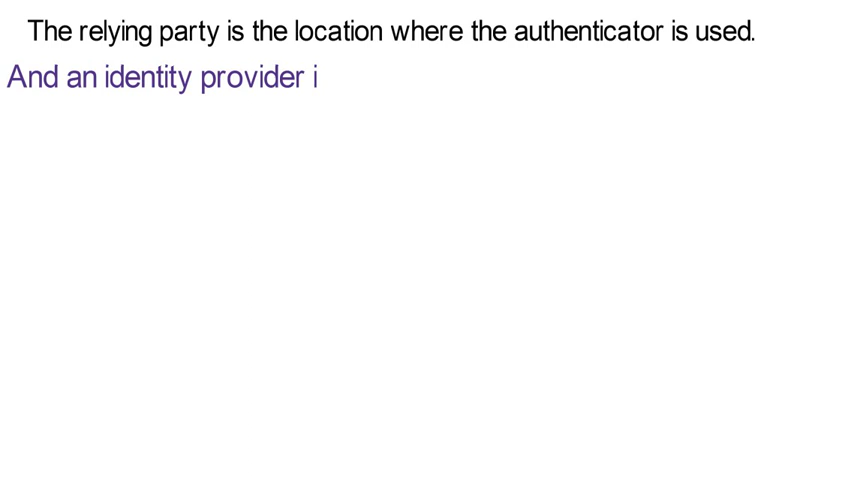 The relying party is the location where the authenticator is used.
And an identity provider i